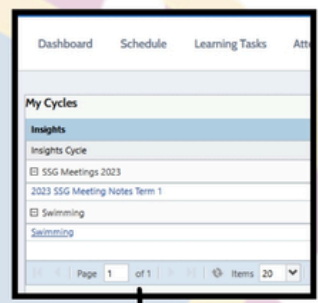 Dashboard Schedule Learning Tasks
My Cycles
Insights
Insights Cycle
SSG Meetings 2023
2023 SSG Meeting Notes Term 1
Swimming
Swimming
Page 1 of 1 Items 20